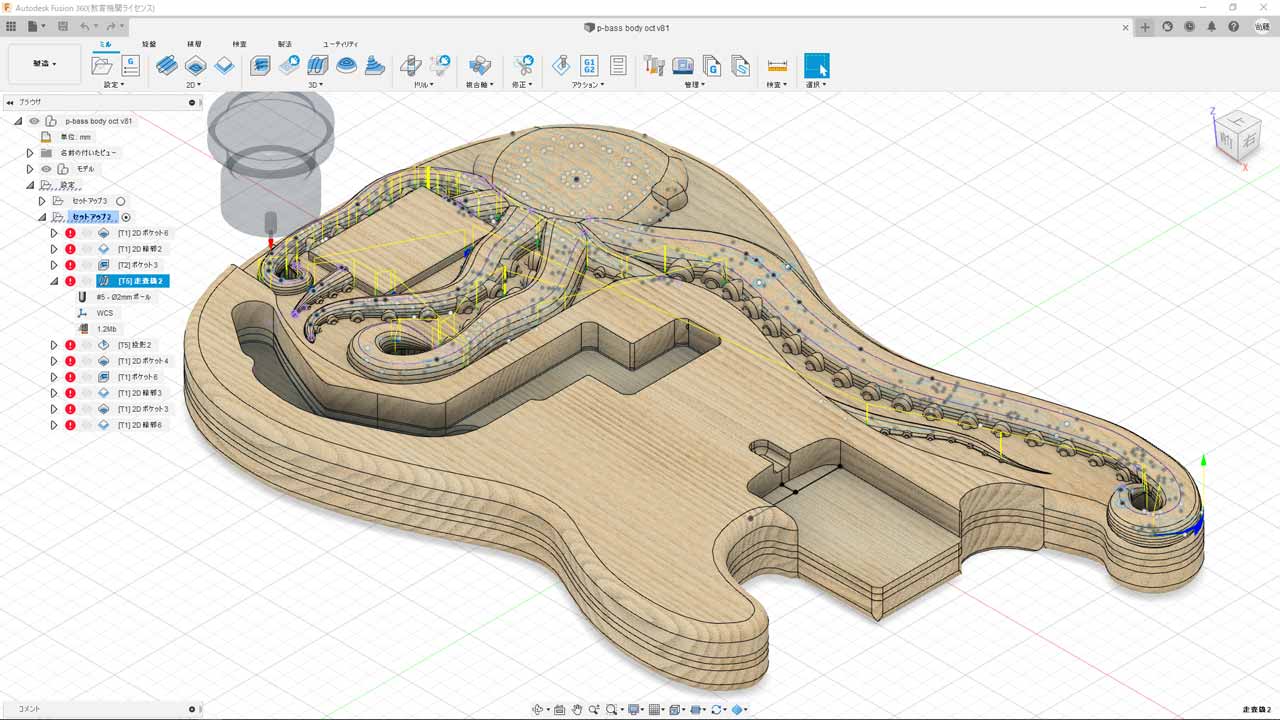 Autodesk Fusion 360(教育機関ライセンス)
p-bass body oct v81
ミル 旋盤 積層 検査 製法 ユーティリティ
製造
G1
G2
設定 2D 3D ドリル 複合軸 修正 アクション 管理 検査 選択
ブラウザ
p-bass body oct v81
単位: mm
名前の付いたビュー
モデル
設定
セットアップ3
セットアップ2
[T1] 2D ポケット6
[T1] 2D 輪郭2
[T2] ポケット3
[T5] 走査線2
#5 - Ø2mm ボール
WCS
1.2Mb
[T5] 投影2
[T1] 2D ポケット4
[T1] ポケット6
[T1] 2D 輪郭3
[T1] 2D ポケット3
[T1] 2D 輪郭6
Z
上
前
右
X
コメント
走査線2